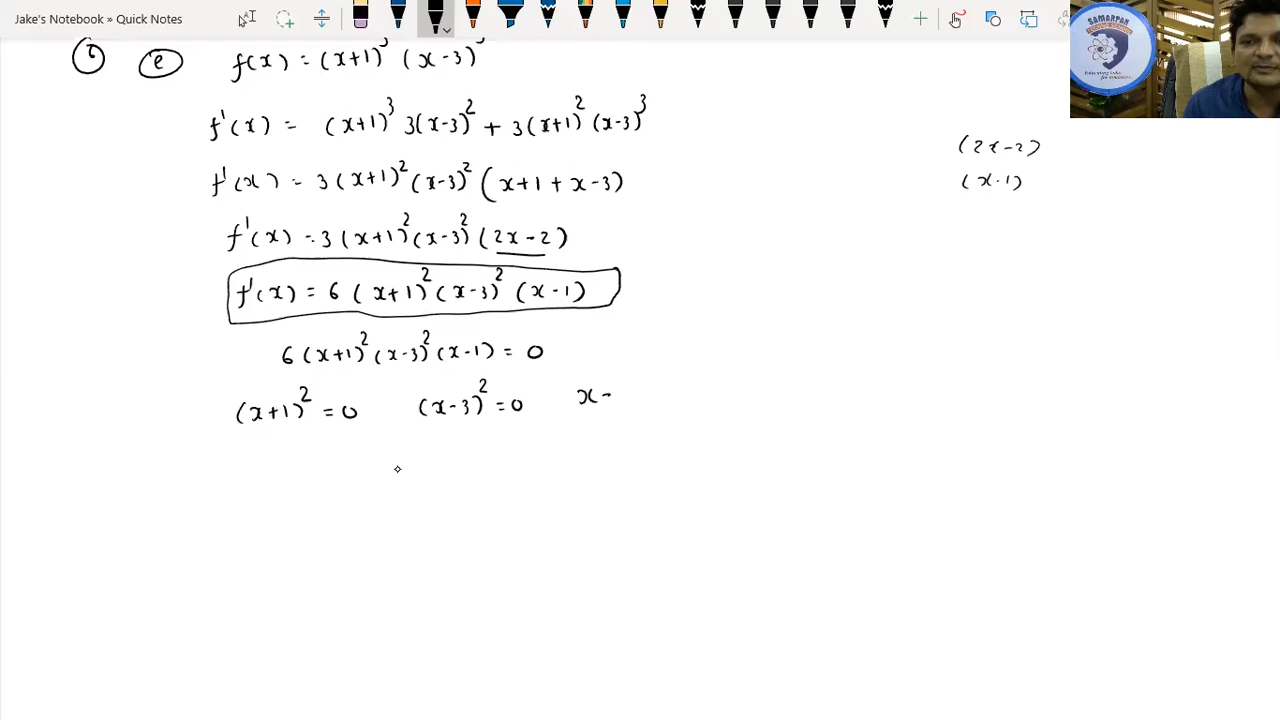 Jake's Notebook » Quick Notes
SAMARPAN
⑥ ⓔ f(x) = (x+1)³ (x-3)³
f'(x) = (x+1)³ 3(x-3)² + 3(x+1)² (x-3)³
(2x-2)
f'(x) = 3(x+1)² (x-3)² (x+1+x-3)
(x-1)
f'(x) = 3(x+1)² (x-3)² (2x-2)
f'(x) = 6(x+1)² (x-3)² (x-1)
6(x+1)² (x-3)² (x-1) = 0
(x+1)² = 0 (x-3)² = 0 x-